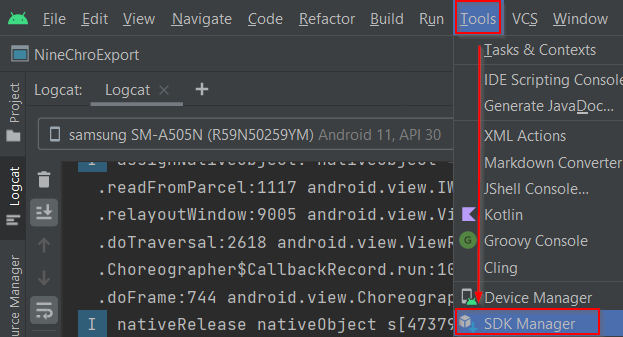 File Edit View Navigate Code Refactor Build Run Tools VCS Window
NineChroExport
Tasks & Contexts
IDE Scripting Console
Generate JavaDoc...
XML Actions
Markdown Converter
JShell Console...
Kotlin
Groovy Console
Cling
Device Manager
SDK Manager
Project
Logcat
urce Manager
Logcat: Logcat
samsung SM-A505N (R59N50259YM) Android 11, API 30
I assignNativeObject: nativeObject
.readFromParcel:1117 android.view.IW
.relayoutWindow:9005 android.view.Vi
.doTraversal:2618 android.view.ViewR
.Choreographer$CallbackRecord.run:10
.doFrame:744 android.view.Choreograp
I nativeRelease nativeObject s[47379